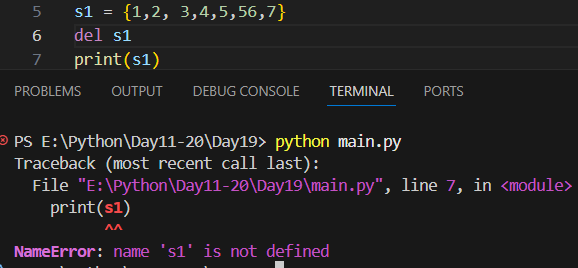 5 s1 = {1,2, 3,4,5,56,7}
6 del s1
7 print(s1)
PROBLEMS OUTPUT DEBUG CONSOLE TERMINAL PORTS
PS E:\Python\Day11-20\Day19> python main.py
Traceback (most recent call last):
File "E:\Python\Day11-20\Day19\main.py", line 7, in <module>
print(s1)
^^
NameError: name 's1' is not defined